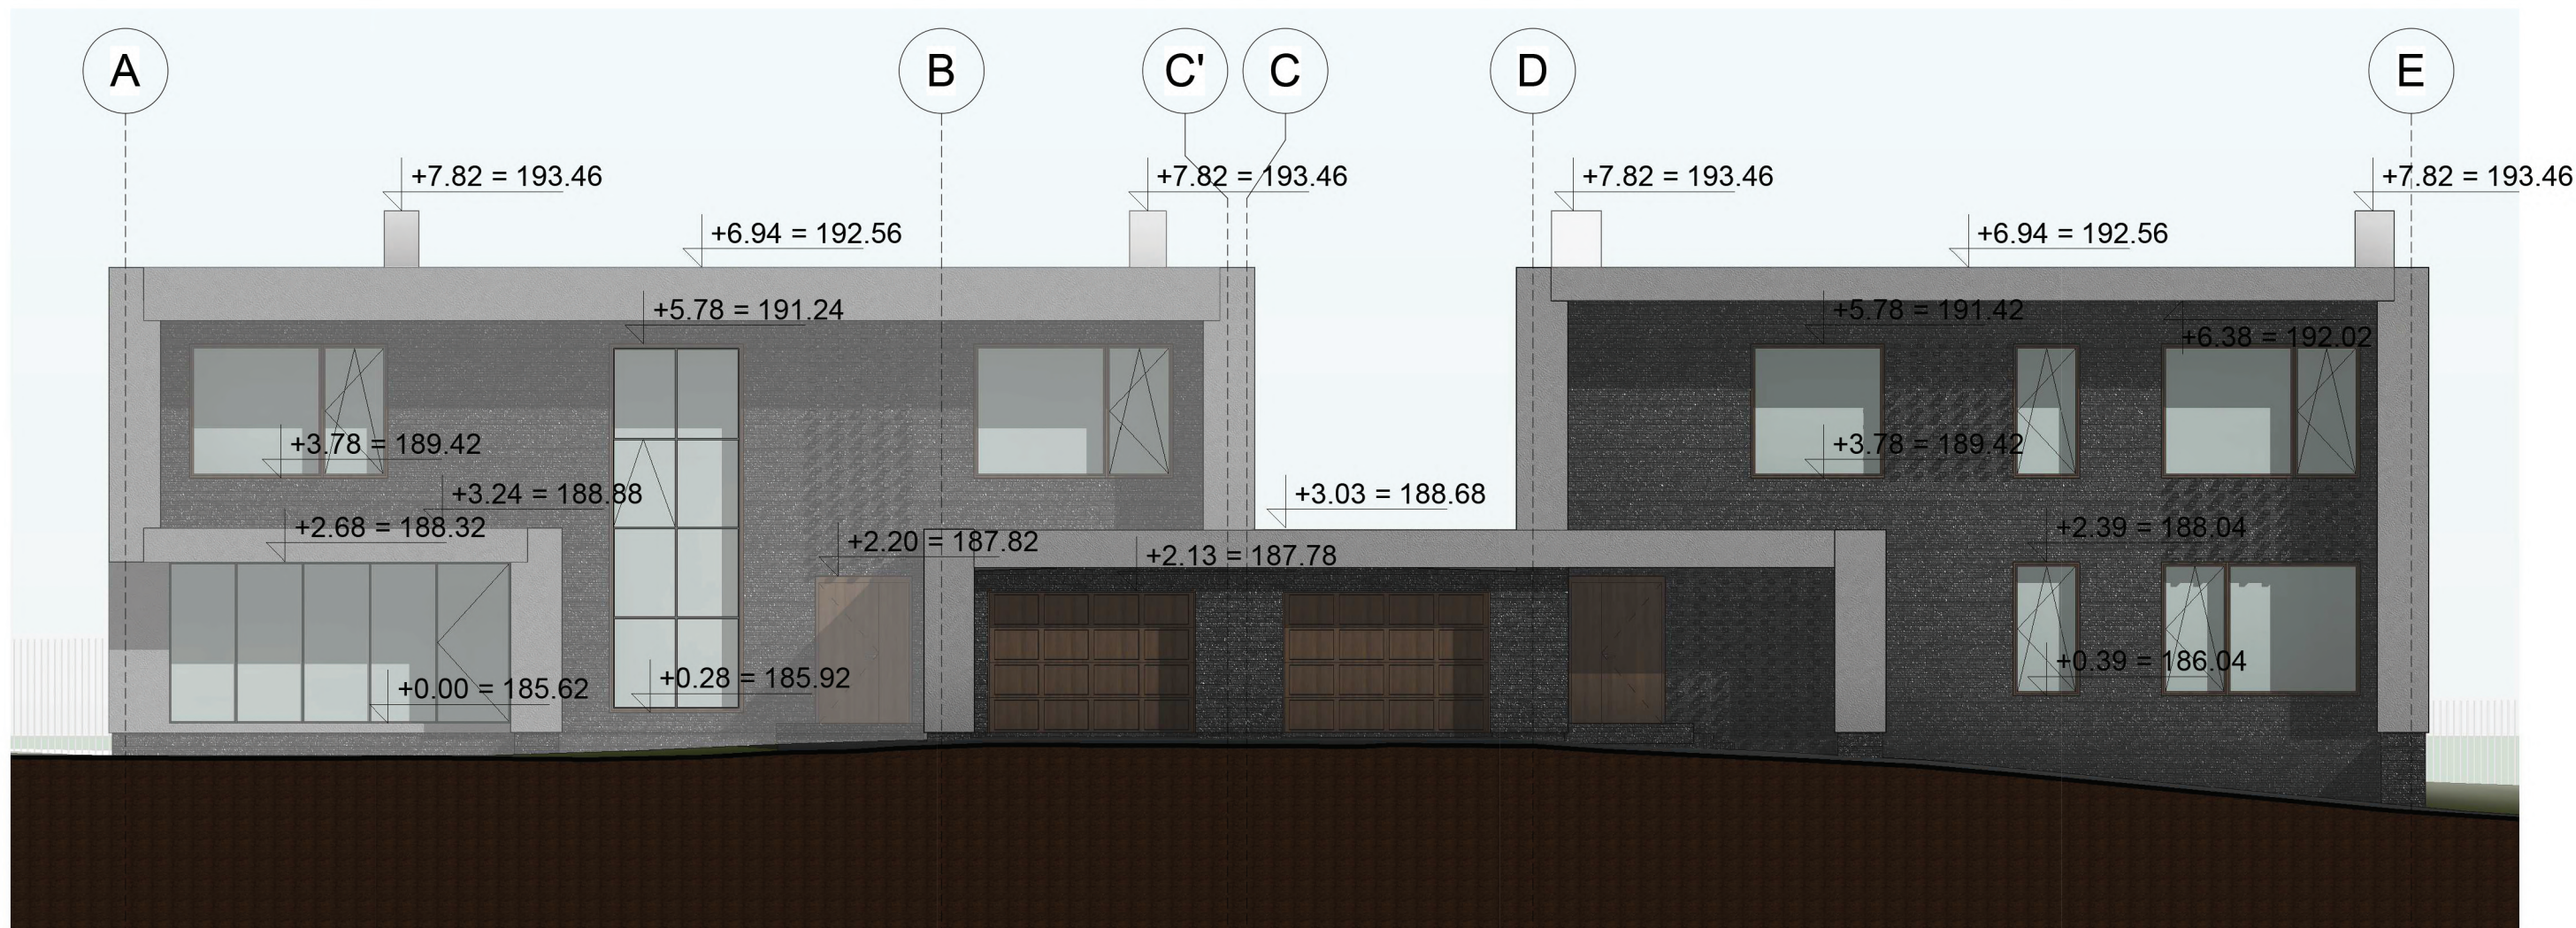 A
B
C'
C
D
E
+7.82 = 193.46
+7.82 = 193.46
+7.82 = 193.46
+7.82 = 193.46
+6.94 = 192.56
+6.94 = 192.56
+5.78 = 191.24
+5.78 = 191.42
+6.38 = 192.02
+3.78 = 189.42
+3.78 = 189.42
+3.24 = 188.88
+3.03 = 188.68
+2.68 = 188.32
+2.39 = 188.04
+2.20 = 187.82
+2.13 = 187.78
+0.39 = 186.04
+0.28 = 185.92
+0.00 = 185.62